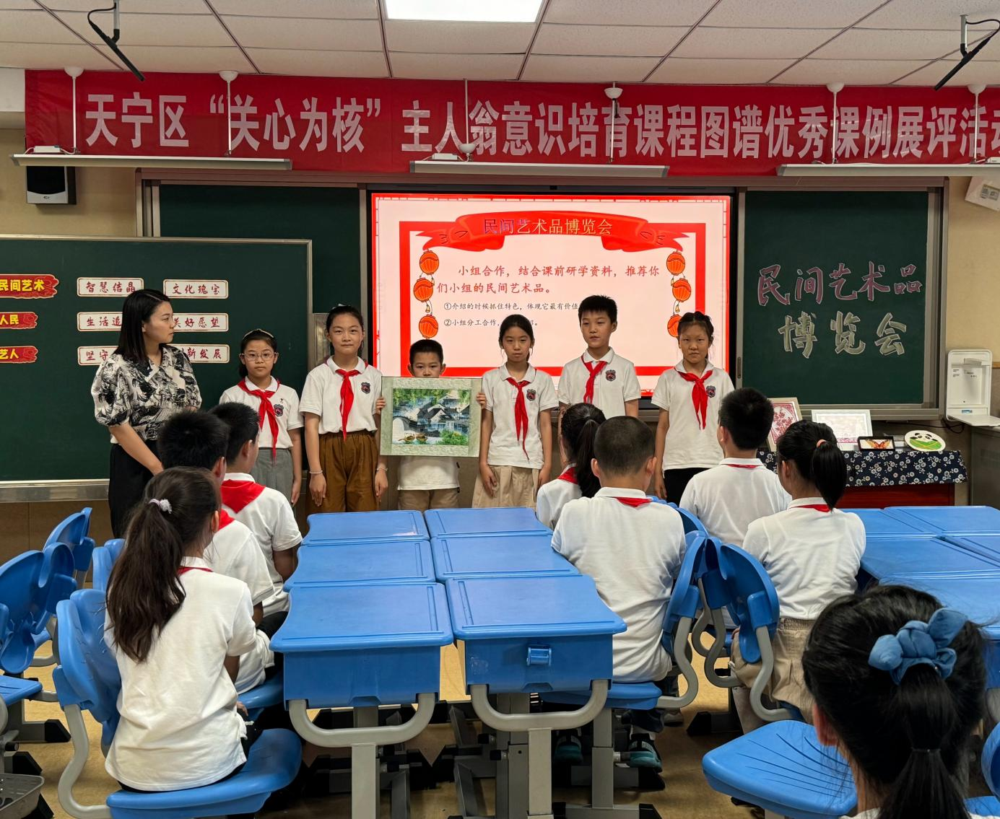 天宁区“关心为核”主人翁意识培育课程图谱优秀课例展评活动
民间艺术品博览会
小组合作，结合课前研学资料，推荐你
们小组的民间艺术品。
①介绍的时候抓住特色，体现它最有价值
②小组分工合作，
民间艺术
智慧结晶
文化瑰宝
人民
生活追
美好愿望
艺人
坚守
创新发展
民间艺术品
博览会